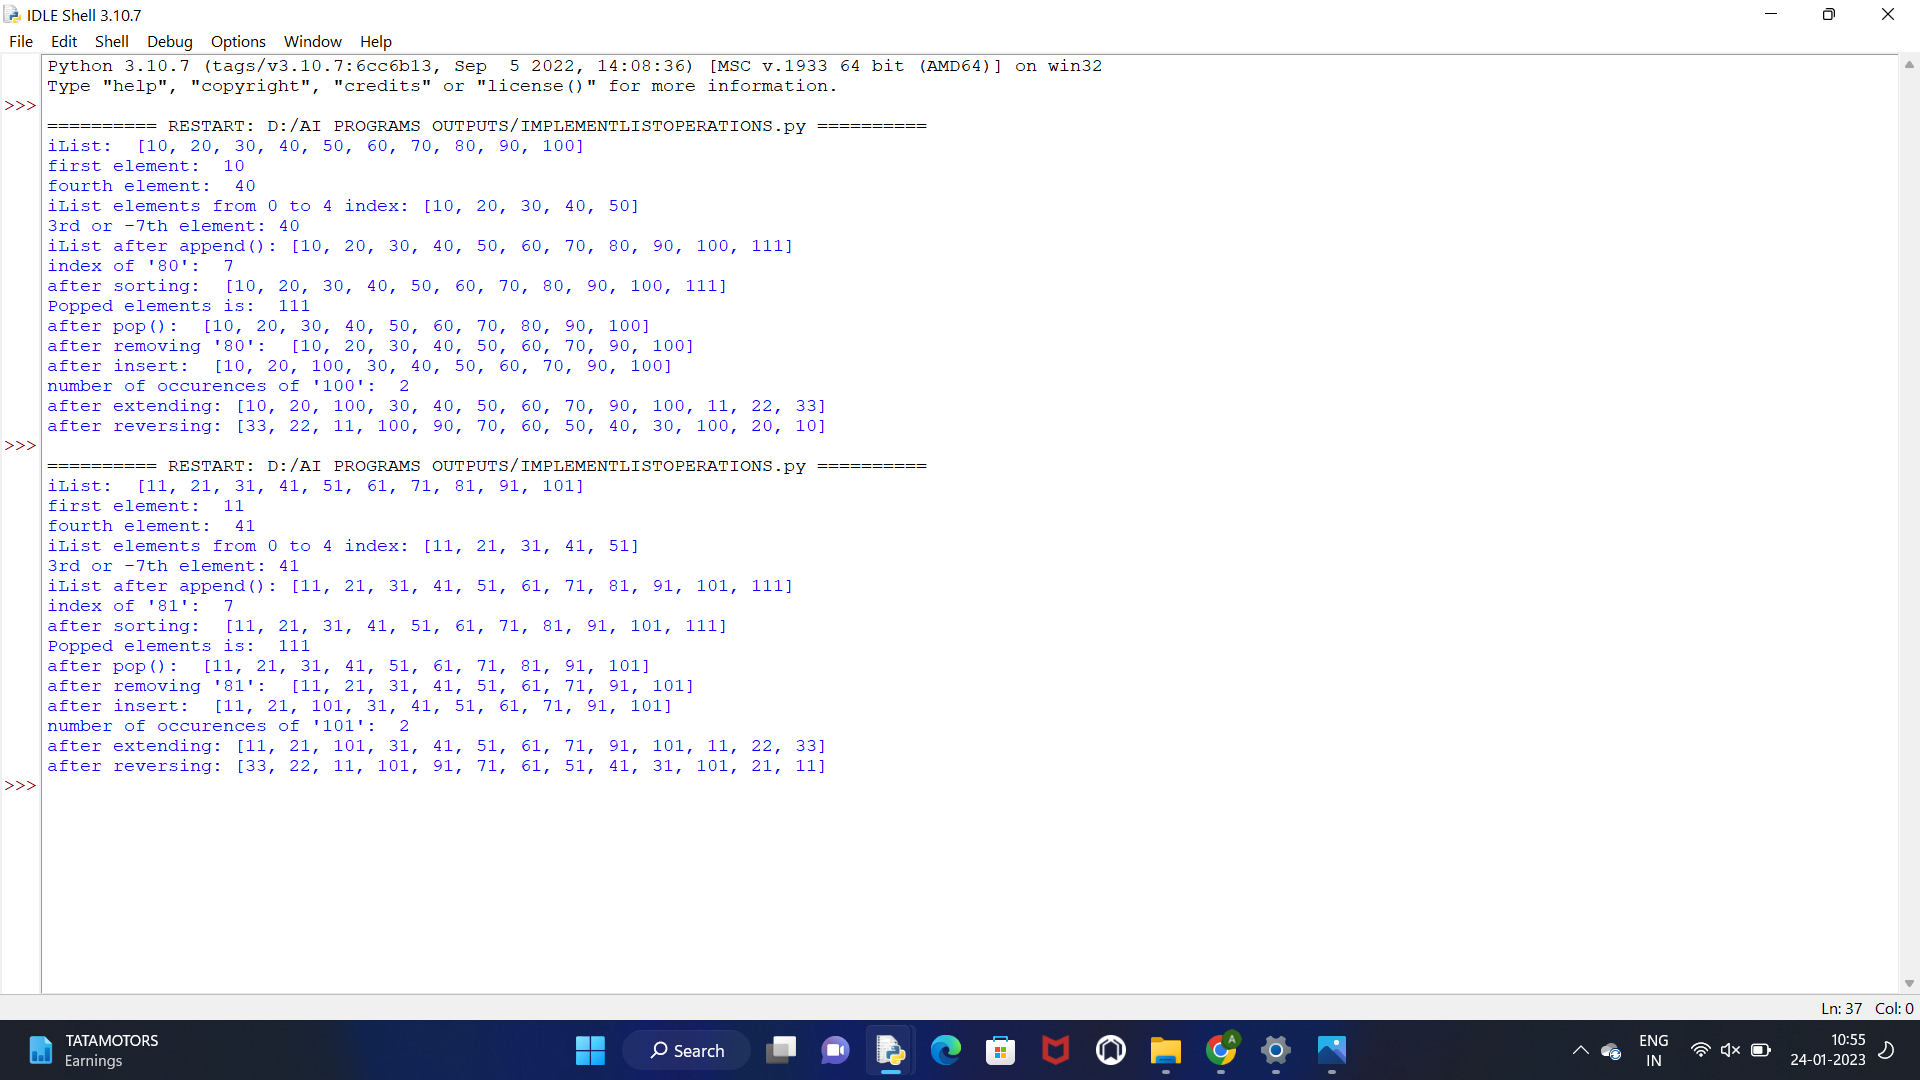 IDLE Shell 3.10.7
File Edit Shell Debug Options Window Help
Python 3.10.7 (tags/v3.10.7:6cc6b13, Sep  5 2022, 14:08:36) [MSC v.1933 64 bit (AMD64)] on win32
Type "help", "copyright", "credits" or "license()" for more information.
>>>
========== RESTART: D:/AI PROGRAMS OUTPUTS/IMPLEMENTLISTOPERATIONS.py ==========
iList:  [10, 20, 30, 40, 50, 60, 70, 80, 90, 100]
first element:  10
fourth element:  40
iList elements from 0 to 4 index: [10, 20, 30, 40, 50]
3rd or -7th element: 40
iList after append(): [10, 20, 30, 40, 50, 60, 70, 80, 90, 100, 111]
index of '80':  7
after sorting:  [10, 20, 30, 40, 50, 60, 70, 80, 90, 100, 111]
Popped elements is:  111
after pop():  [10, 20, 30, 40, 50, 60, 70, 80, 90, 100]
after removing '80':  [10, 20, 30, 40, 50, 60, 70, 90, 100]
after insert:  [10, 20, 100, 30, 40, 50, 60, 70, 90, 100]
number of occurences of '100':  2
after extending: [10, 20, 100, 30, 40, 50, 60, 70, 90, 100, 11, 22, 33]
after reversing: [33, 22, 11, 100, 90, 70, 60, 50, 40, 30, 100, 20, 10]
>>>
========== RESTART: D:/AI PROGRAMS OUTPUTS/IMPLEMENTLISTOPERATIONS.py ==========
iList:  [11, 21, 31, 41, 51, 61, 71, 81, 91, 101]
first element:  11
fourth element:  41
iList elements from 0 to 4 index: [11, 21, 31, 41, 51]
3rd or -7th element: 41
iList after append(): [11, 21, 31, 41, 51, 61, 71, 81, 91, 101, 111]
index of '81':  7
after sorting:  [11, 21, 31, 41, 51, 61, 71, 81, 91, 101, 111]
Popped elements is:  111
after pop():  [11, 21, 31, 41, 51, 61, 71, 81, 91, 101]
after removing '81':  [11, 21, 31, 41, 51, 61, 71, 91, 101]
after insert:  [11, 21, 101, 31, 41, 51, 61, 71, 91, 101]
number of occurences of '101':  2
after extending: [11, 21, 101, 31, 41, 51, 61, 71, 91, 101, 11, 22, 33]
after reversing: [33, 22, 11, 101, 91, 71, 61, 51, 41, 31, 101, 21, 11]
>>>
Ln: 37 Col: 0
TATAMOTORS
Earnings
Search
A
ENG
IN
10:55
24-01-2023